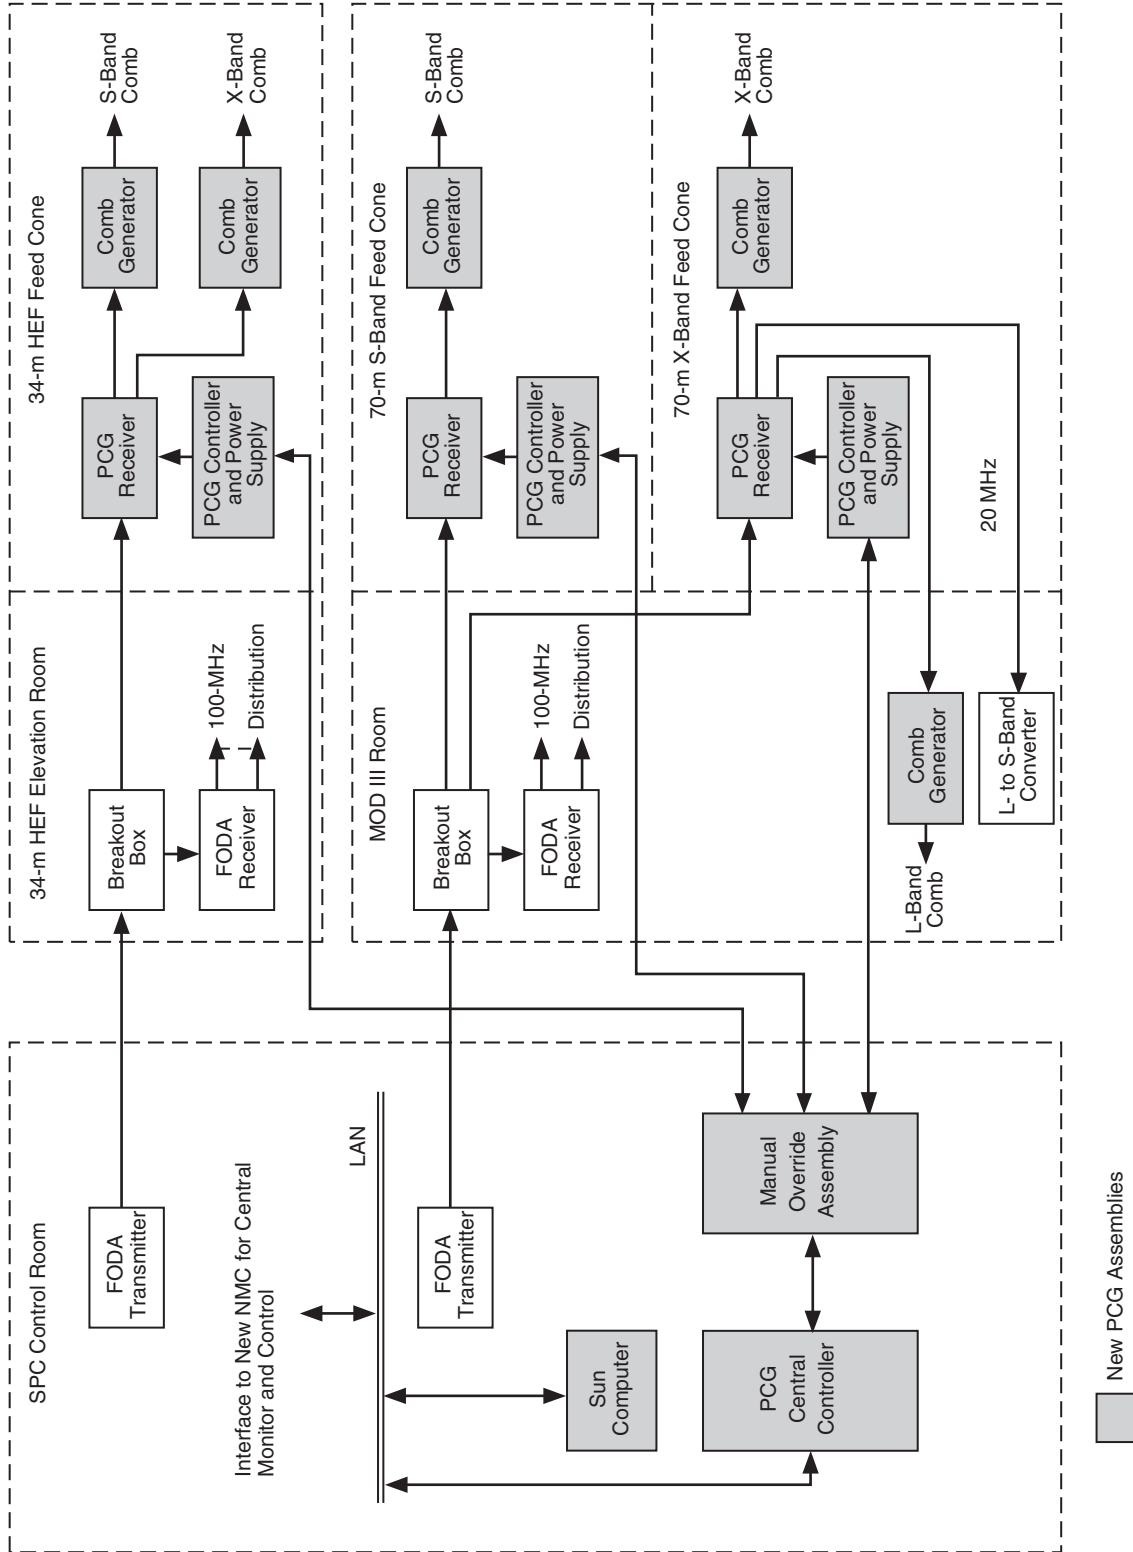 SPC Control Room
FODA
Transmitter
Interface to New NMC for Central
Monitor and Control
LAN
FODA
Transmitter
Sun
Computer
PCG
Central
Controller
Manual
Override
Assembly
34-m HEF Elevation Room
Breakout
Box
FODA
Receiver
100-MHz
Distribution
34-m HEF Feed Cone
PCG
Receiver
PCG Controller
and Power
Supply
Comb
Generator
S-Band
Comb
Comb
Generator
X-Band
Comb
MOD III Room
Breakout
Box
FODA
Receiver
100-MHz
Distribution
L-Band
Comb
Comb
Generator
L- to S-Band
Converter
70-m S-Band Feed Cone
PCG
Receiver
PCG Controller
and Power
Supply
Comb
Generator
S-Band
Comb
70-m X-Band Feed Cone
PCG
Receiver
PCG Controller
and Power
Supply
Comb
Generator
X-Band
Comb
20 MHz
New PCG Assemblies